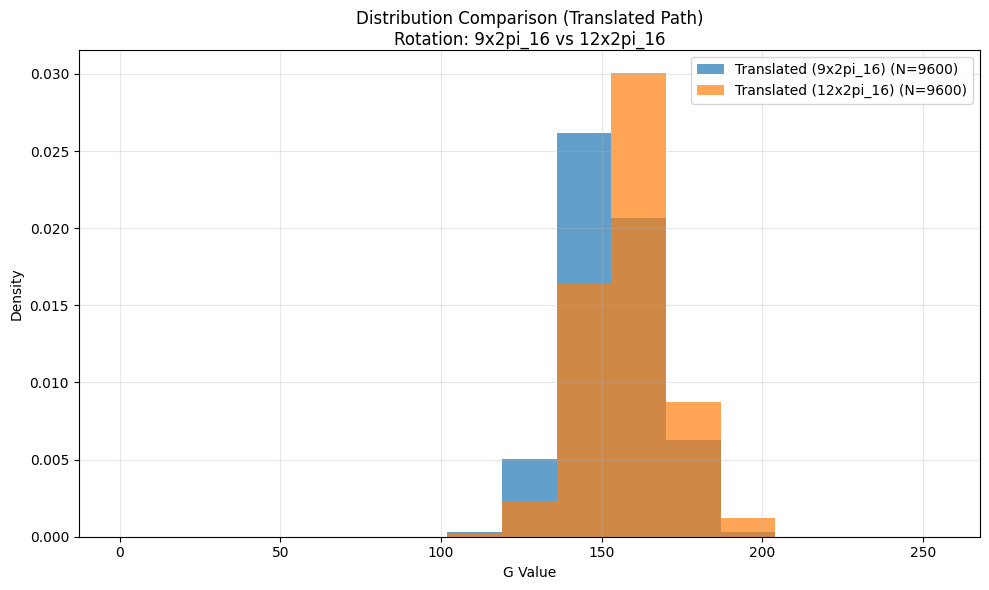 Distribution Comparison (Translated Path)
Rotation: 9x2pi_16 vs 12x2pi_16
Translated (9x2pi_16) (N=9600)
Translated (12x2pi_16) (N=9600)
0.030
0.025
0.020
0.015
0.010
0.005
0.000
Density
0 50 100 150 200 250
G Value